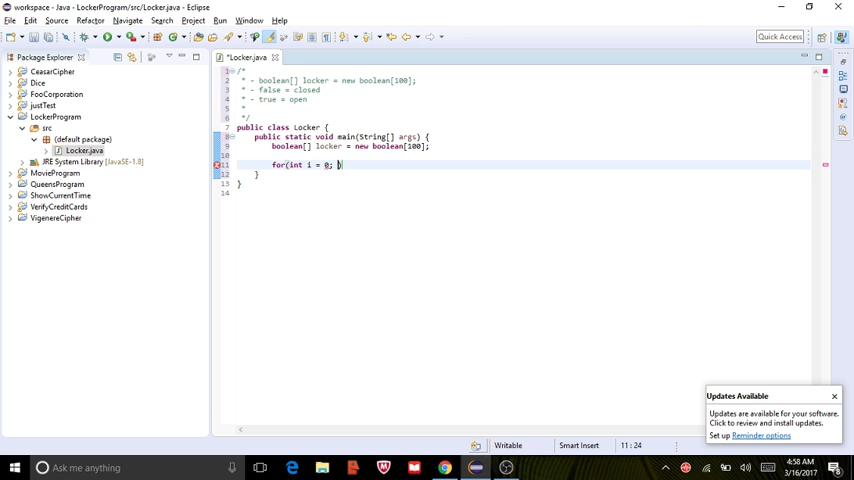 workspace - Java - LockerProgram/src/Locker.java - Eclipse
File Edit Source Refactor Navigate Search Project Run Window Help
Quick Access
Package Explorer
*Locker.java
CeasarCipher
Dice
FooCorporation
justTest
LockerProgram
src
(default package)
Locker.java
JRE System Library [JavaSE-1.8]
MovieProgram
QueensProgram
ShowCurrentTime
VerifyCreditCards
VigenereCipher
1 /*
2 * - boolean[] locker = new boolean[100];
3 * - false = closed
4 * - true = open
5 *
6 */
7 public class Locker {
8 public static void main(String[] args) {
9 boolean[] locker = new boolean[100];
10
11 for(int i = 0; )
12 }
13 }
14
Updates Available
Updates are available for your software.
Click to review and install updates.
Set up Reminder options
Writable Smart Insert 11 : 24
Ask me anything
4:58 AM
3/16/2017